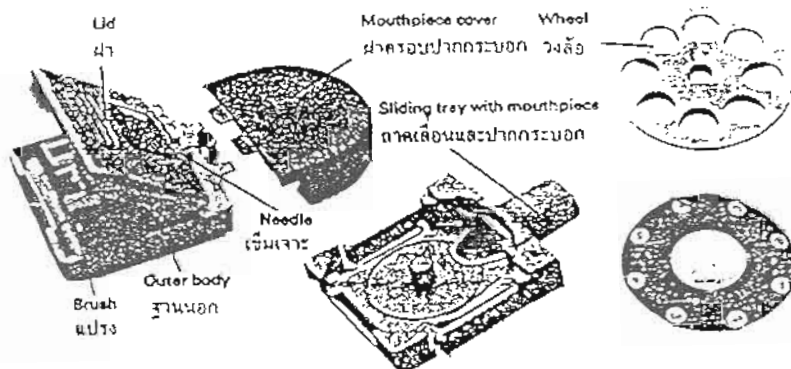 Lid
ฝา
Mouthpiece cover
ฝาครอบปากกระบอก
Wheel
วงล้อ
Sliding tray with mouthpiece
ถาดเลื่อนและปากกระบอก
Needle
เข็มเจาะ
Outer body
ฐานนอก
Brush
แปรง